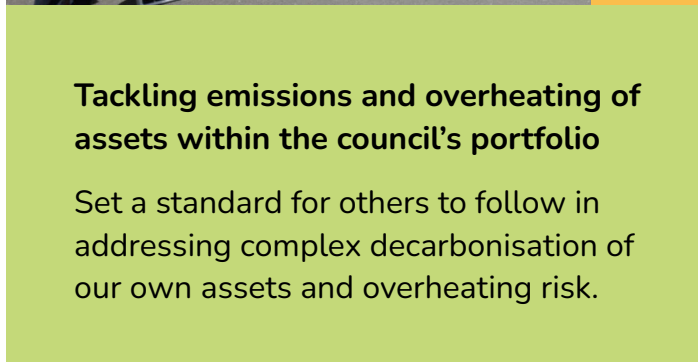 Tackling emissions and overheating of
assets within the council’s portfolio
Set a standard for others to follow in
addressing complex decarbonisation of
our own assets and overheating risk.